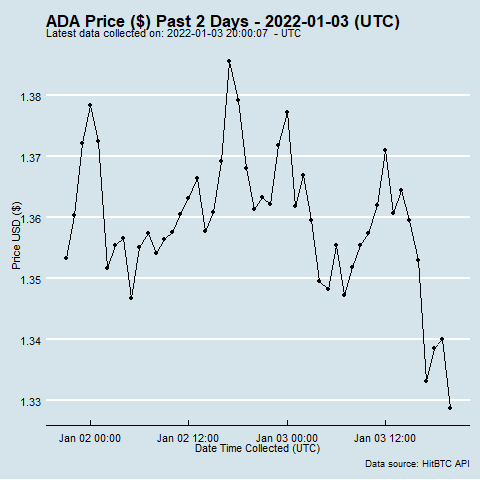 ADA Price ($) Past 2 Days - 2022-01-03 (UTC)
Latest data collected on: 2022-01-03 20:00:07 - UTC
1.38
1.37
1.36
1.35
1.34
1.33
Price USD ($)
Jan 02 00:00 Jan 02 12:00 Jan 03 00:00 Jan 03 12:00
Date Time Collected (UTC)
Data source: HitBTC API